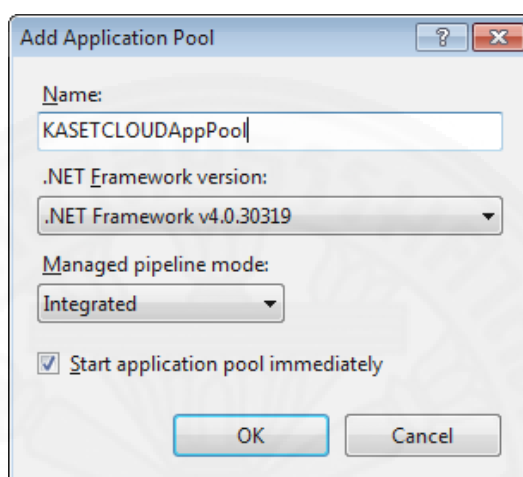 Add Application Pool
Name:
KASETCLOUDAppPool
.NET Framework version:
.NET Framework v4.0.30319
Managed pipeline mode:
Integrated
Start application pool immediately
OK Cancel